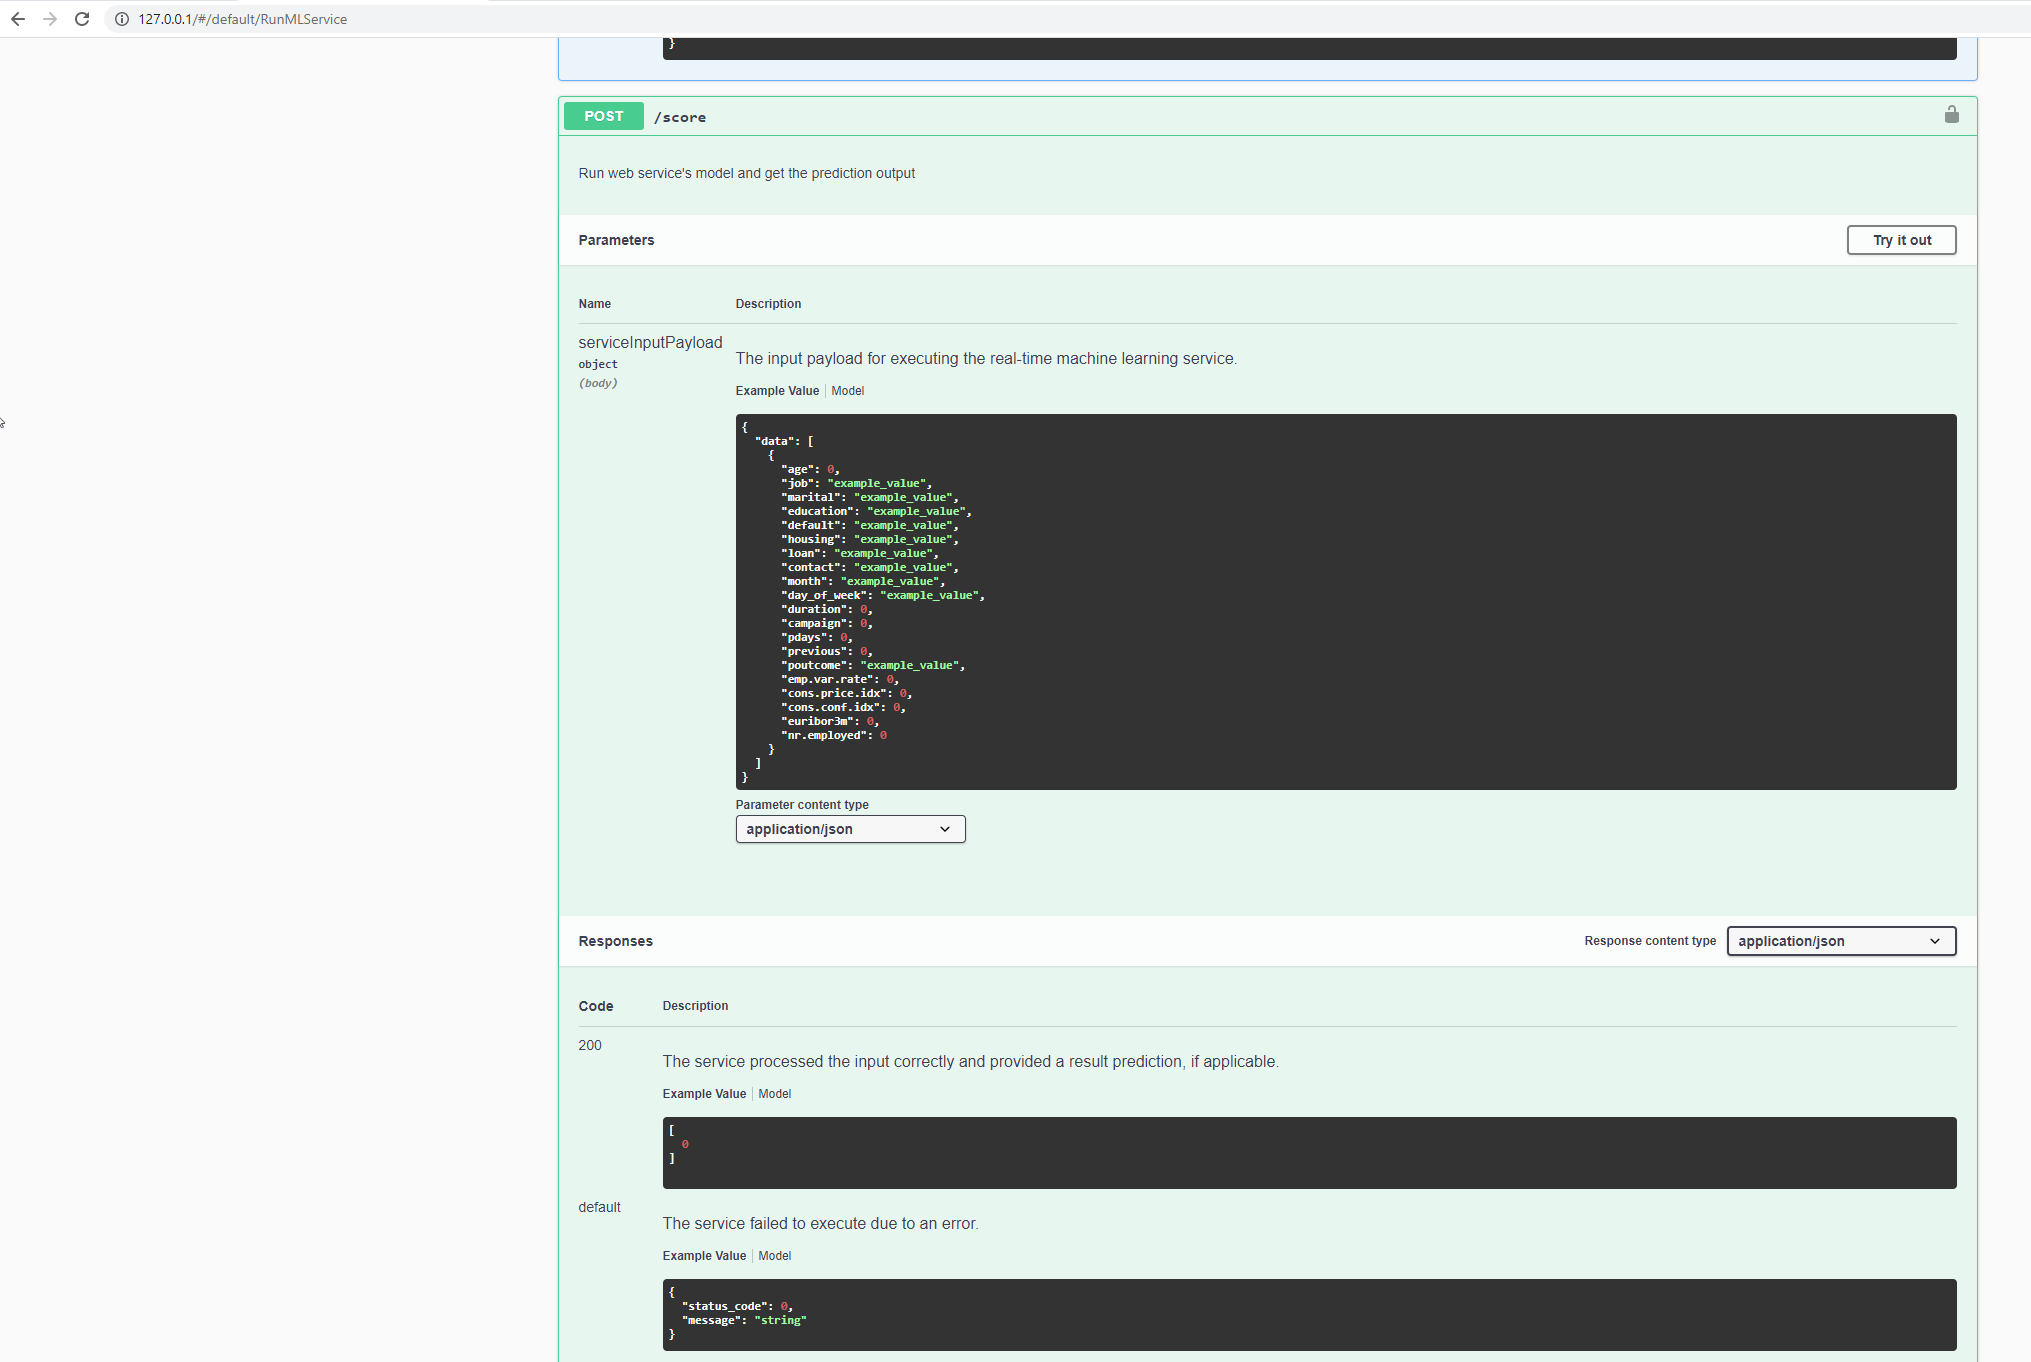 127.0.0.1/#/default/RunMLService
}
POST /score
Run web service's model and get the prediction output
Parameters
Try it out
Name Description
serviceInputPayload
object
(body)
The input payload for executing the real-time machine learning service.
Example Value | Model
{
"data": [
{
"age": 0,
"job": "example_value",
"marital": "example_value",
"education": "example_value",
"default": "example_value",
"housing": "example_value",
"loan": "example_value",
"contact": "example_value",
"month": "example_value",
"day_of_week": "example_value",
"duration": 0,
"campaign": 0,
"pdays": 0,
"previous": 0,
"poutcome": "example_value",
"emp.var.rate": 0,
"cons.price.idx": 0,
"cons.conf.idx": 0,
"euribor3m": 0,
"nr.employed": 0
}
]
}
Parameter content type
application/json
Responses
Response content type application/json
Code Description
200
The service processed the input correctly and provided a result prediction, if applicable.
Example Value | Model
[
0
]
default
The service failed to execute due to an error.
Example Value | Model
{
"status_code": 0,
"message": "string"
}